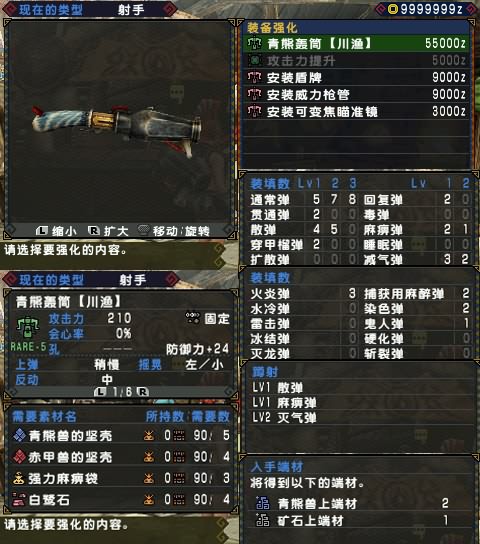 现在的类型 射手
缩小 扩大 移动/旋转
请选择要强化的内容。
9999999z
装备强化
青熊轰筒【川渔】 55000z
攻击力提升 5000z
安装盾牌 9000z
安装威力枪管 9000z
安装可变焦瞄准镜 3000z
装填数 Lv1 2 3 Lv 1 2
通常弹 5 7 8 回复弹 2 0
贯通弹 2 0 0 毒弹 0 0
散弹 4 5 0 麻痹弹 2 1
穿甲榴弹 2 0 0 睡眠弹 0 0
扩散弹 0 0 0 减气弹 3 2
现在的类型 射手
青熊轰筒【川渔】
攻击力 210 固定
会心率 0%
RARE-5 孔 --- 防御力+24
上弹 稍慢 摇晃 左/小
反动 中
L 1/6 R
需要素材名 所持数 需要数
青熊兽的坚壳 0 90/ 5
赤甲兽的坚壳 0 90/ 4
强力麻痹袋 0 90/ 3
白鹭石 0 90/ 4
请选择要强化的内容。
装填数
火炎弹 3 捕获用麻醉弹 2
水冷弹 0 染色弹 2
雷击弹 0 鬼人弹 1
冰结弹 0 硬化弹 0
灭龙弹 0 斩裂弹 0
蹲射
LV1 散弹
LV1 麻痹弹
LV2 灭气弹
入手端材
将得到以下的端材。
青熊兽上端材 2
矿石上端材 1